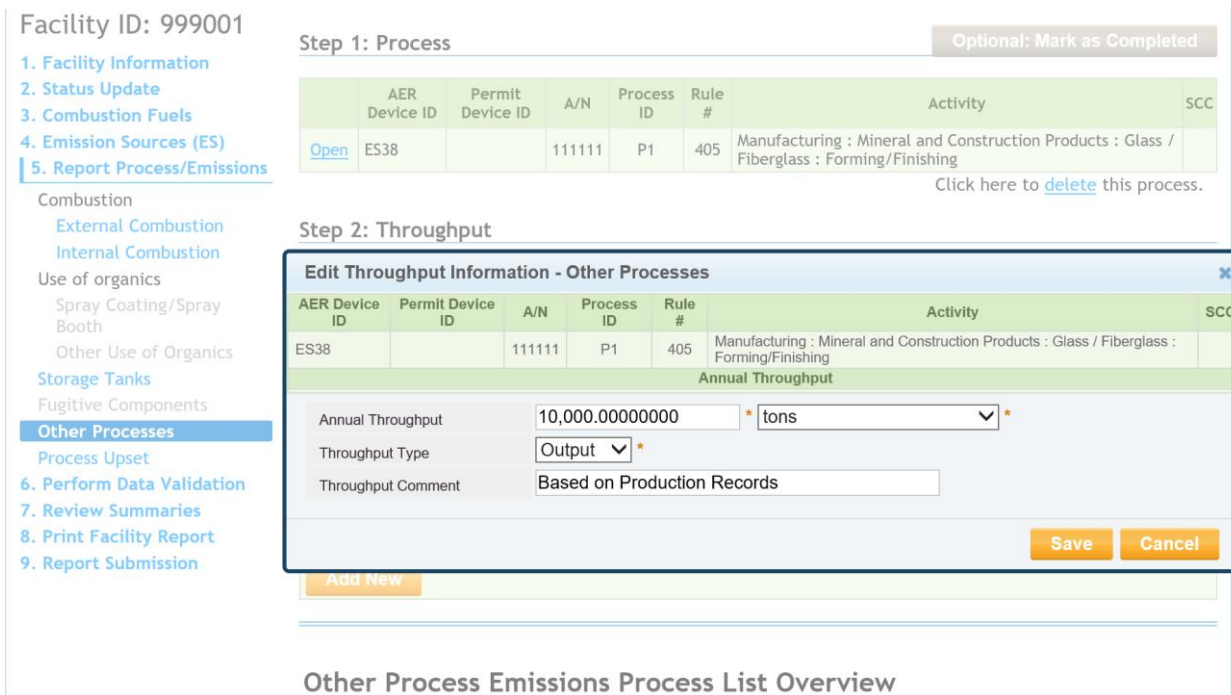 Facility ID: 999001
1. Facility Information
2. Status Update
3. Combustion Fuels
4. Emission Sources (ES)
5. Report Process/Emissions
Combustion
External Combustion
Internal Combustion
Use of organics
Spray Coating/Spray
Booth
Other Use of Organics
Storage Tanks
Fugitive Components
Other Processes
Process Upset
6. Perform Data Validation
7. Review Summaries
8. Print Facility Report
9. Report Submission
Step 1: Process
Optional: Mark as Completed
AER Device ID Permit Device ID A/N Process ID Rule # Activity SCC
Open ES38 111111 P1 405 Manufacturing : Mineral and Construction Products : Glass /
Fiberglass : Forming/Finishing
Click here to delete this process.
Step 2: Throughput
Edit Throughput Information - Other Processes
AER Device ID Permit Device ID A/N Process ID Rule # Activity SCC
ES38 111111 P1 405 Manufacturing : Mineral and Construction Products : Glass / Fiberglass :
Forming/Finishing
Annual Throughput
Annual Throughput 10,000.00000000 * tons *
Throughput Type Output *
Throughput Comment Based on Production Records
Save Cancel
Add New
Other Process Emissions Process List Overview